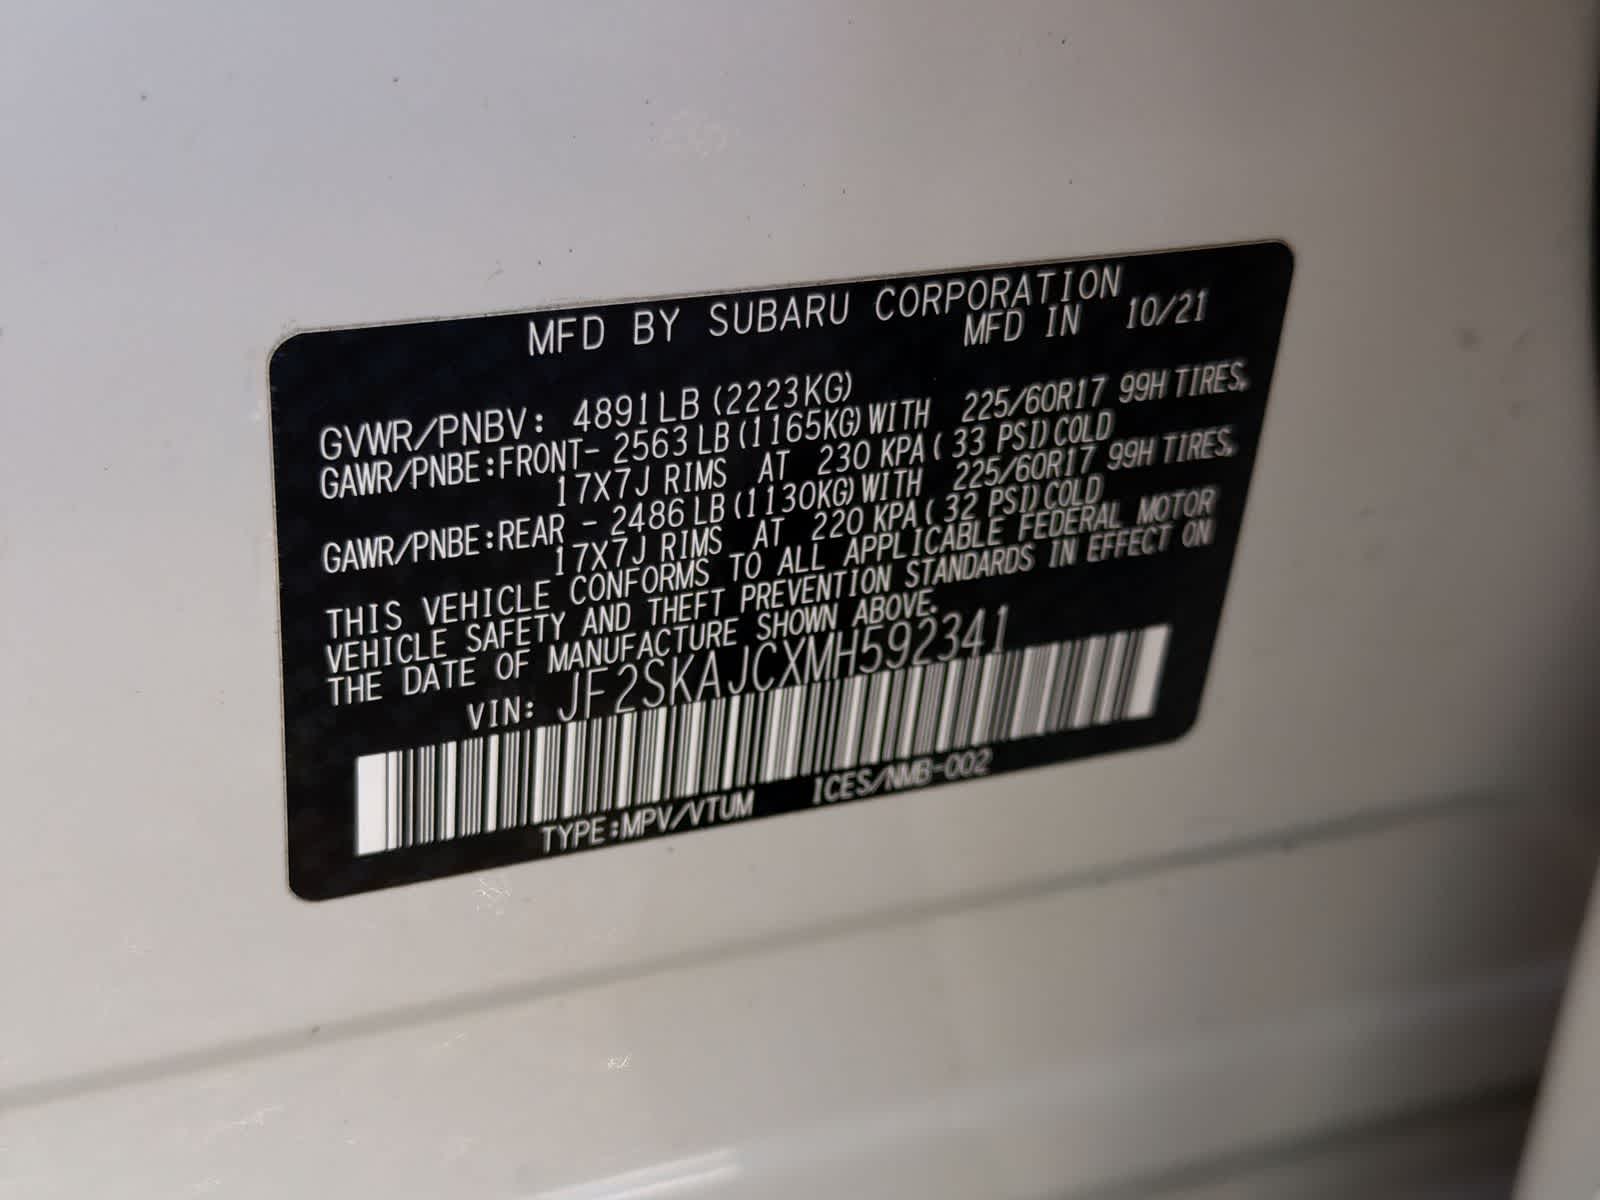 MFD BY SUBARU CORPORATION
MFD IN 10/21
GVWR/PNBV: 4891LB (2223KG)
GAWR/PNBE:FRONT- 2563LB(1165KG)WITH 225/60R17 99H TIRES,
17X7J RIMS AT 230 KPA( 33 PSI)COLD
GAWR/PNBE:REAR - 2486LB(1130KG)WITH 225/60R17 99H TIRES,
17X7J RIMS AT 220 KPA( 32 PSI)COLD
THIS VEHICLE CONFORMS TO ALL APPLICABLE FEDERAL MOTOR
VEHICLE SAFETY AND THEFT PREVENTION STANDARDS IN EFFECT ON
THE DATE OF MANUFACTURE SHOWN ABOVE.
VIN: JF2SKAJCXMH592341
TYPE:MPV/VTUM ICES/NMB-002